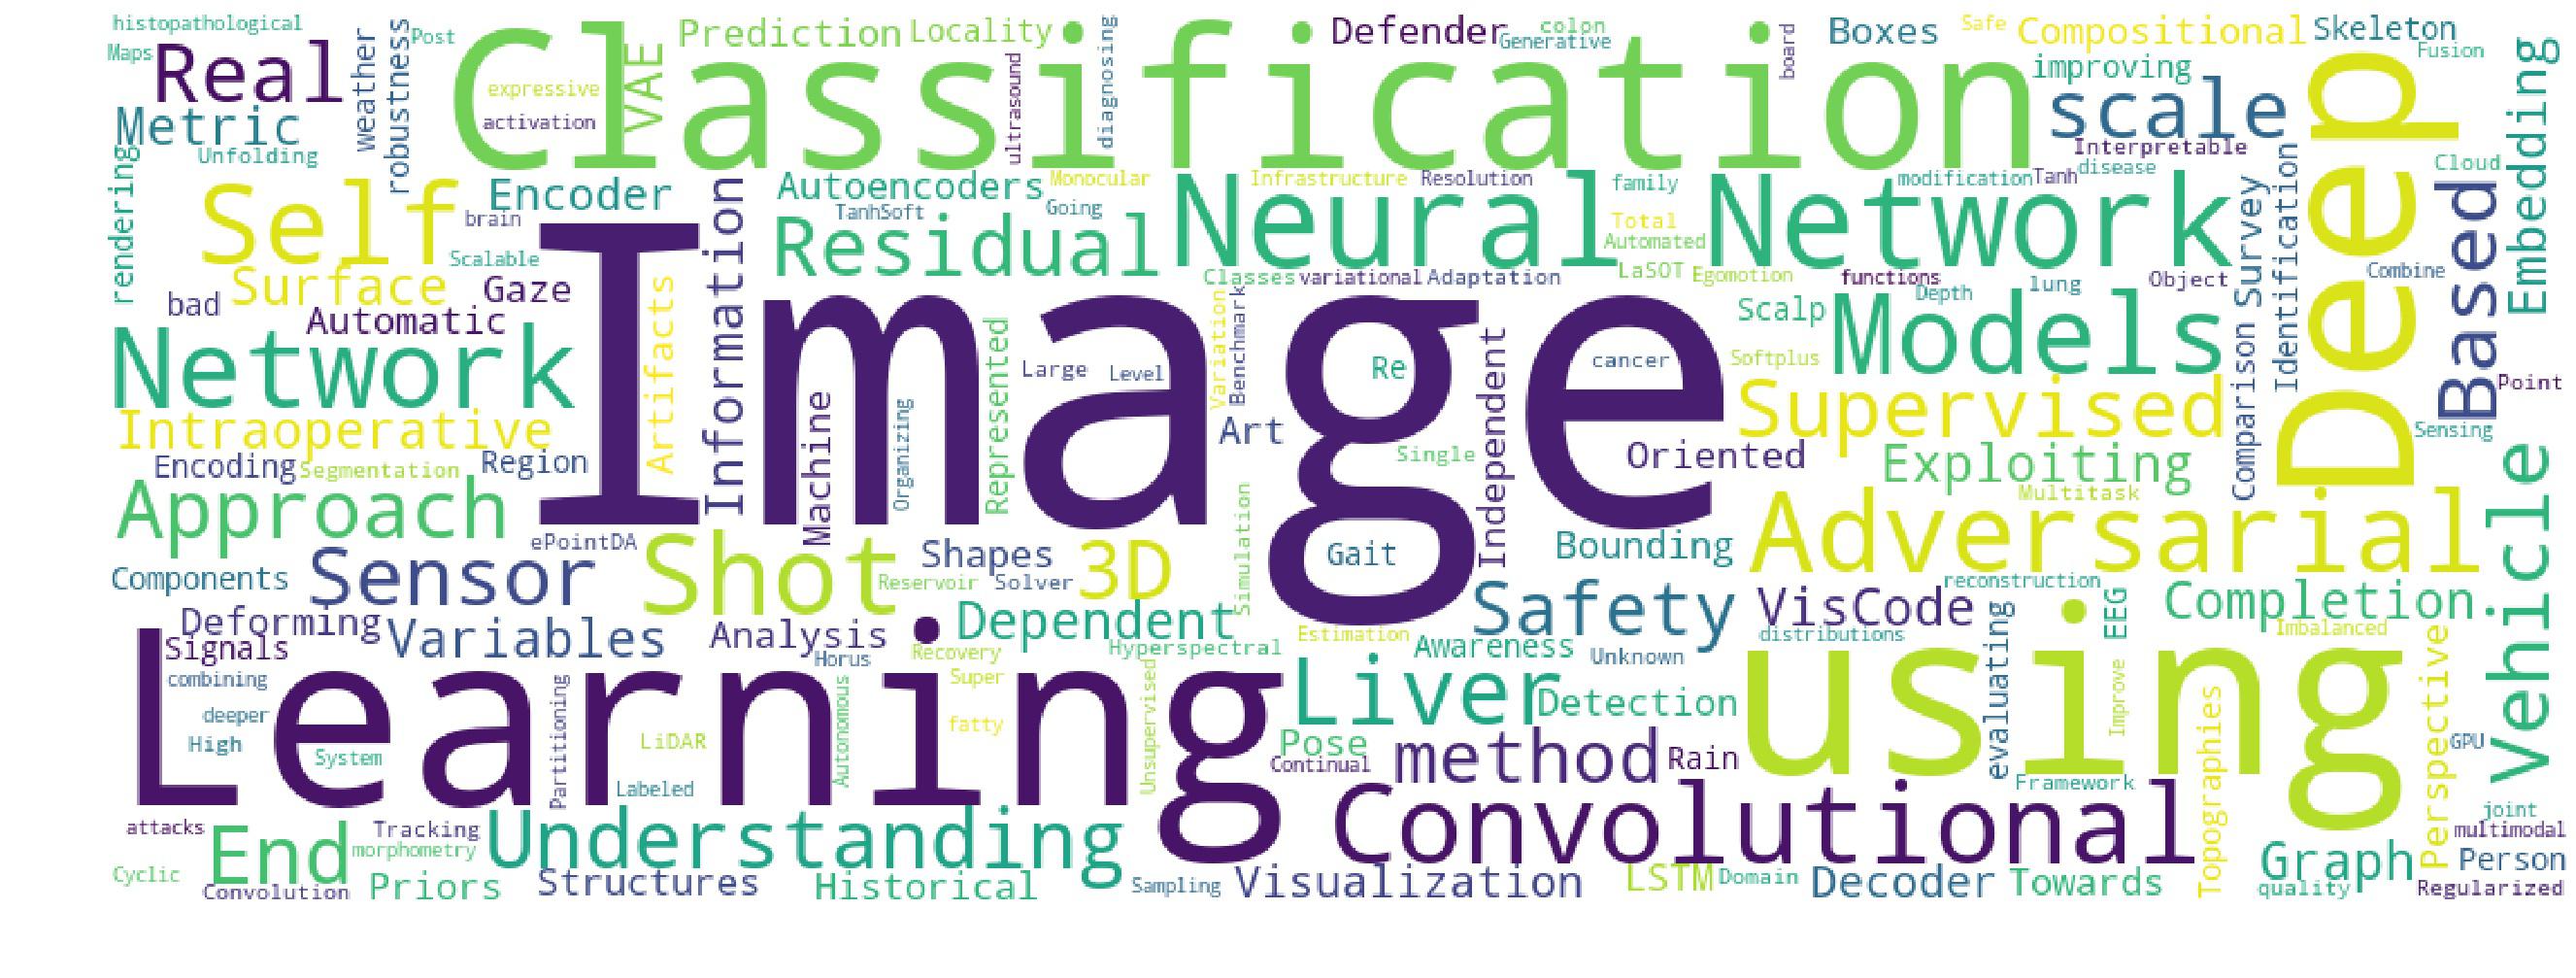 histopathological
Maps
Real
weather
robustness
Post
Classification
expressive
activation
VAE
Prediction
Locality
ultrasound
diagnosing
Defender
Generative
colon
board
Boxes
Safe
Compositional
Skeleton
Fusion
improving
scale
Deep
Embedding
Metric
Unfolding
rendering
Interpretable
disease
Cloud
Self
Encoder
brain
Scalable
Information
Autoencoders
Monocular
TanhSoft
Going
Residual
Neural
Infrastructure
Resolution
family
Total
Automated
Network
modification
Tanh
Survey
Identification
Based
Surface
Gaze
bad
Automatic
Artifacts
Image
Classes
variational
Adaptation
LaSOT
Egomotion
functions
Depth
lung
Object
Combine
Network
Represented
Large
Level
Variation
Benchmark
Re
cancer
Scalp
Softplus
Models
Comparison
Point
Intraoperative
Machine
Organizing
Art
Independent
Supervised
Sensing
Encoding
Segmentation
Region
Single
Oriented
Exploiting
Multitask
Approach
ePointDA
Shot
Shapes
3D
Simulation
Gait
Bounding
Adversarial
Vehicle
Components
Sensor
Reservoir
Solver
Safety
VisCode
reconstruction
Completion
Deforming
Signals
Variables
Analysis
Dependent
Estimation
Awareness
distributions
evaluating
EEG
Imbalanced
Learning
Horus
Recovery
Hyperspectral
Unknown
using
Perspective
combining
deeper
High
System
Partitioning
LiDAR
Labeled
Autonomous
Super
fatty
Unsupervised
Liver
Detection
Improve
Topographies
Pose
Continual
method
Rain
GPU
Framework
Convolutional
attacks
End
Tracking
morphometry
Understanding
joint
multimodal
Cyclic
Convolution
Priors
Structures
Historical
Sampling
Visualization
LSTM
Domain
Decoder
Towards
Graph
quality
Person
Regularized